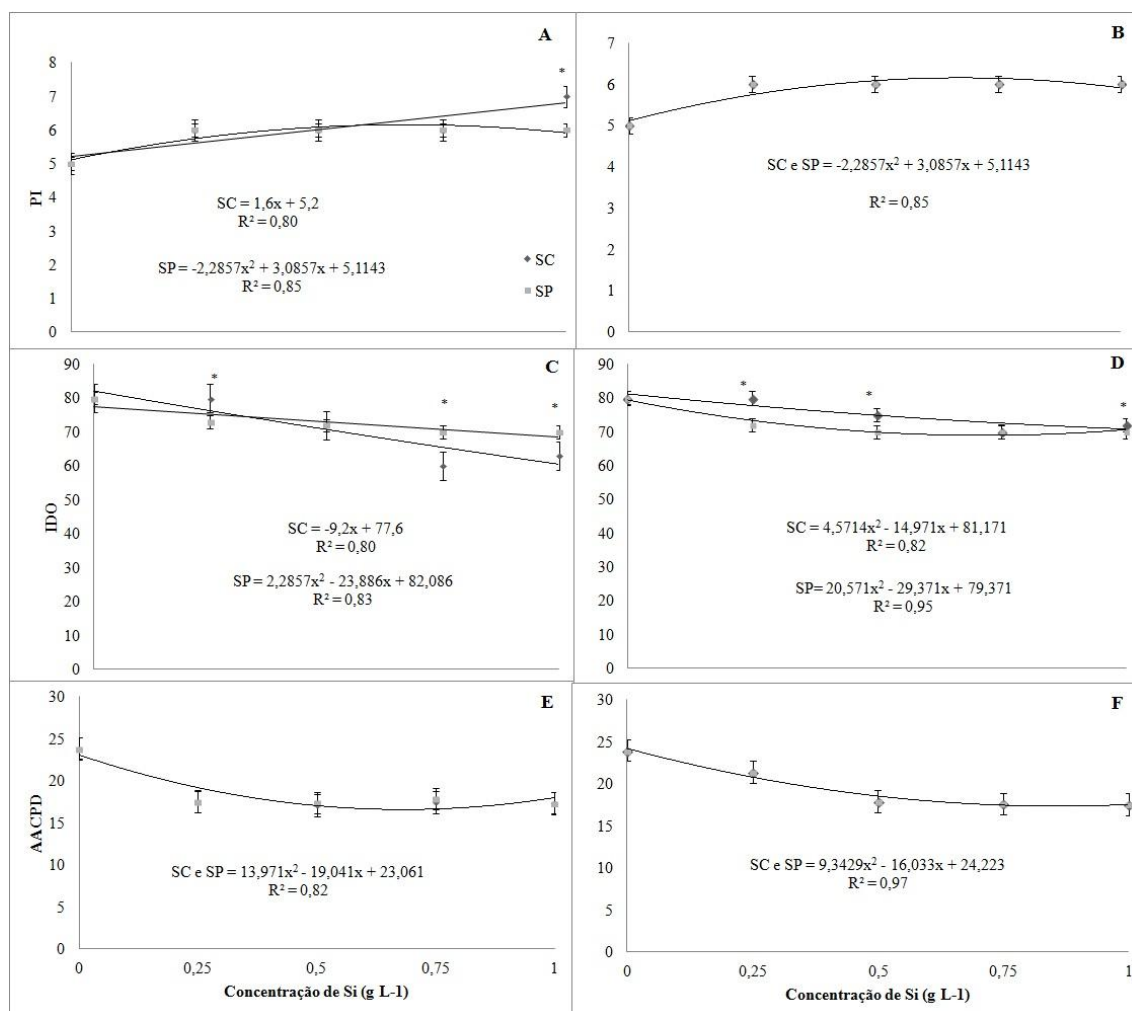 A
8
7
6
5
4
3
2
1
0
PI
*
SC = 1,6x + 5,2
R² = 0,80
SP = -2,2857x² + 3,0857x + 5,1143
R² = 0,85
SC
SP
B
7
6
5
4
3
2
1
0
SC e SP = -2,2857x² + 3,0857x + 5,1143
R² = 0,85
C
90
80
70
60
50
40
30
20
10
0
IDO
*
*
*
SC = -9,2x + 77,6
R² = 0,80
SP = 2,2857x² - 23,886x + 82,086
R² = 0,83
D
90
80
70
60
50
40
30
20
10
0
*
*
*
SC = 4,5714x² - 14,971x + 81,171
R² = 0,82
SP = 20,571x² - 29,371x + 79,371
R² = 0,95
E
30
25
20
15
10
5
0
AACPD
SC e SP = 13,971x² - 19,041x + 23,061
R² = 0,82
0 0,25 0,5 0,75 1
Concentração de Si (g L-1)
F
30
25
20
15
10
5
0
SC e SP = 9,3429x² - 16,033x + 24,223
R² = 0,97
0 0,25 0,5 0,75 1
Concentração de Si (g L-1)